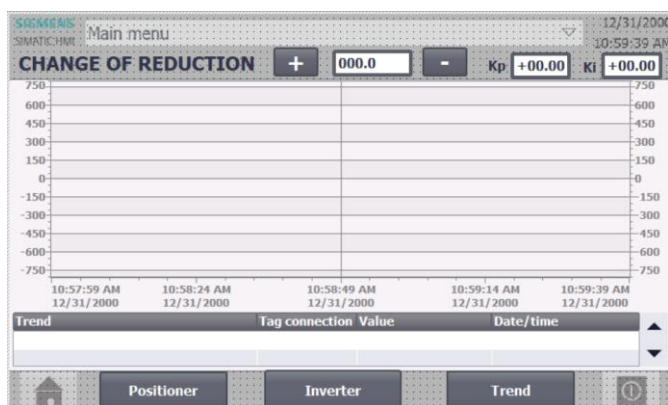 SIEMENS
SIMATIC HMI
Main menu
12/31/2000
10:59:39 AM
CHANGE OF REDUCTION + 000.0 - Kp +00.00 Ki +00.00
750 750
600 600
450 450
300 300
150 150
0 0
-150 -150
-300 -300
-450 -450
-600 -600
-750 -750
10:57:59 AM 10:58:24 AM 10:58:49 AM 10:59:14 AM 10:59:39 AM
12/31/2000 12/31/2000 12/31/2000 12/31/2000 12/31/2000
Trend Tag connection Value Date/time
Positioner Inverter Trend